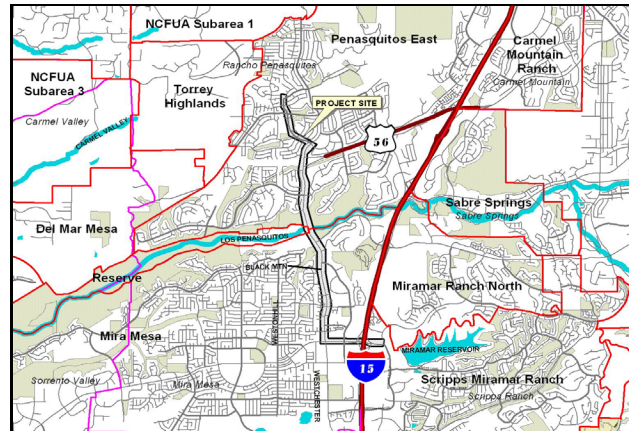 NCFUA Subarea 1
Penasquitos East
Carmel
Mountain
Ranch
Carmel Mountain
Rancho Penasquitos
NCFUA
Subarea 3
Torrey
Highlands
PROJECT SITE
Carmel Valley
CARMEL VALLEY
56
Sabre Springs
Sabre Springs
Del Mar Mesa
LOS PENASQUITOS
BLACK MTN
Reserve
Miramar Ranch North
WESTONHILL
Mira Mesa
MIRAMAR RESERVOIR
15
Sorrento Valley
Mira Mesa
WESTCHESTER
Scripps Miramar Ranch
Scripps Ranch